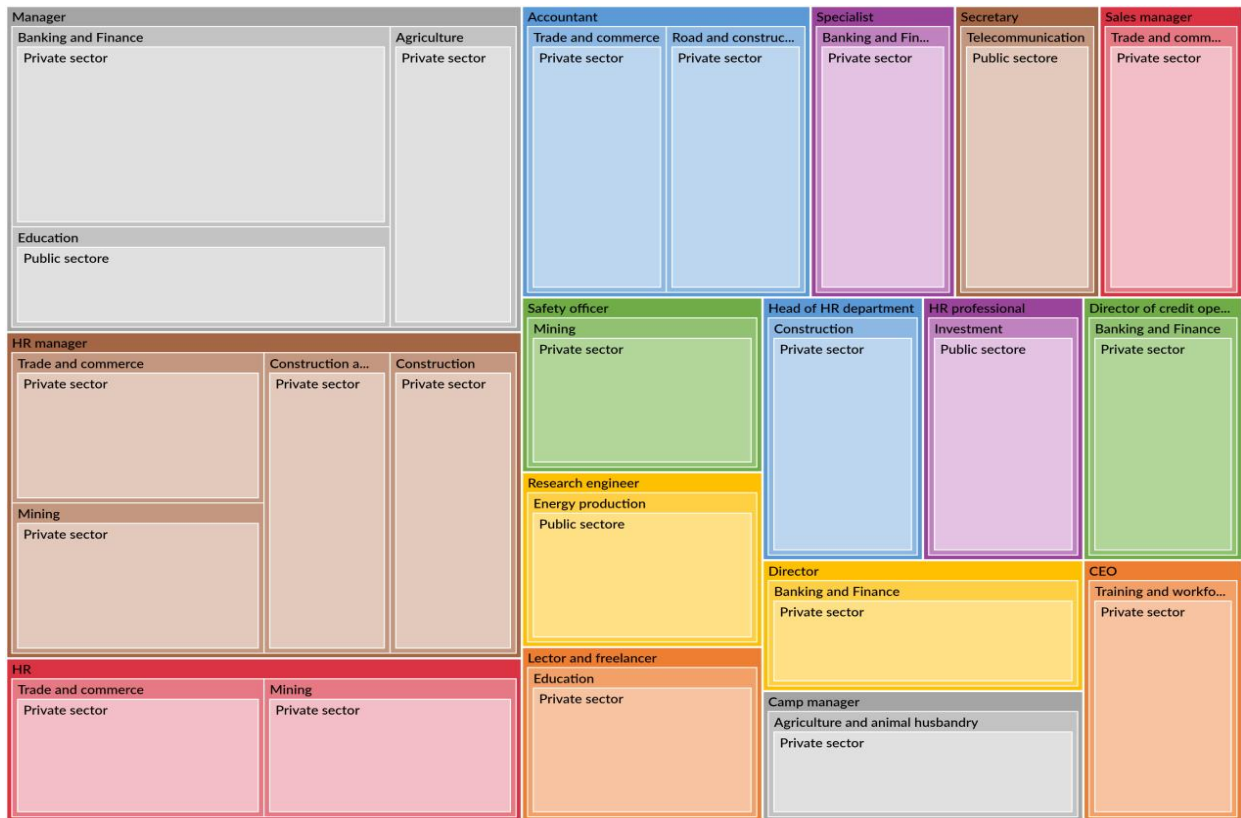 Manager
Banking and Finance
Private sector
Agriculture
Private sector
Education
Public sectore
HR manager
Trade and commerce
Private sector
Construction a...
Private sector
Construction
Private sector
Mining
Private sector
HR
Trade and commerce
Private sector
Mining
Private sector
Accountant
Trade and commerce
Private sector
Road and construc...
Private sector
Specialist
Banking and Fin...
Private sector
Secretary
Telecommunication
Public sectore
Sales manager
Trade and comm...
Private sector
Safety officer
Mining
Private sector
Head of HR department
Construction
Private sector
HR professional
Investment
Public sectore
Director of credit ope...
Banking and Finance
Private sector
Research engineer
Energy production
Public sectore
Director
Banking and Finance
Private sector
CEO
Training and workfo...
Private sector
Lector and freelancer
Education
Private sector
Camp manager
Agriculture and animal husbandry
Private sector